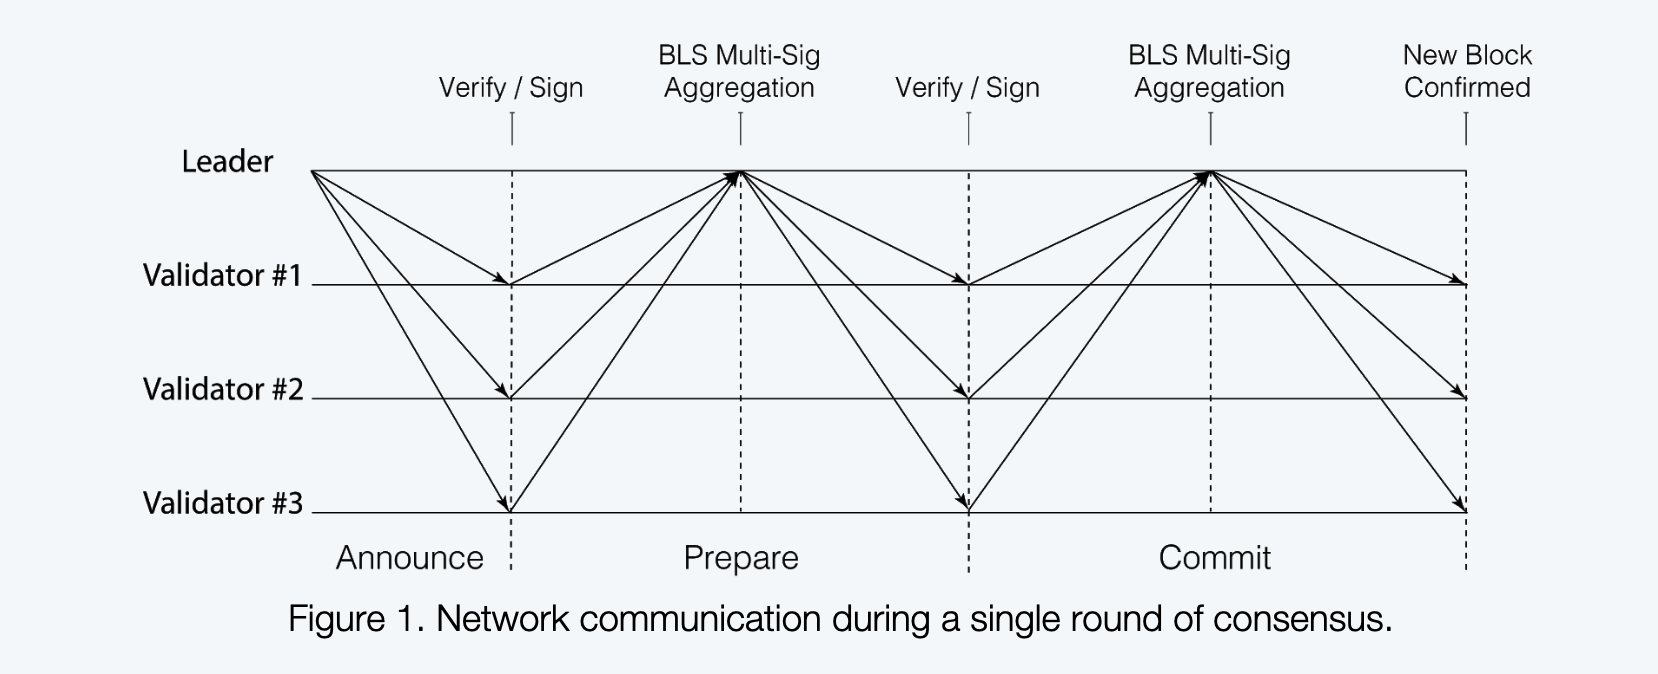 BLS Multi-Sig
BLS Multi-Sig
New Block
Verify / Sign
Aggregation
Verify / Sign
Aggregation
Confirmed
Leader
Validator #1
Validator #2
Validator #3
Announce
Prepare
Commit
Figure 1. Network communication during a single round of consensus.